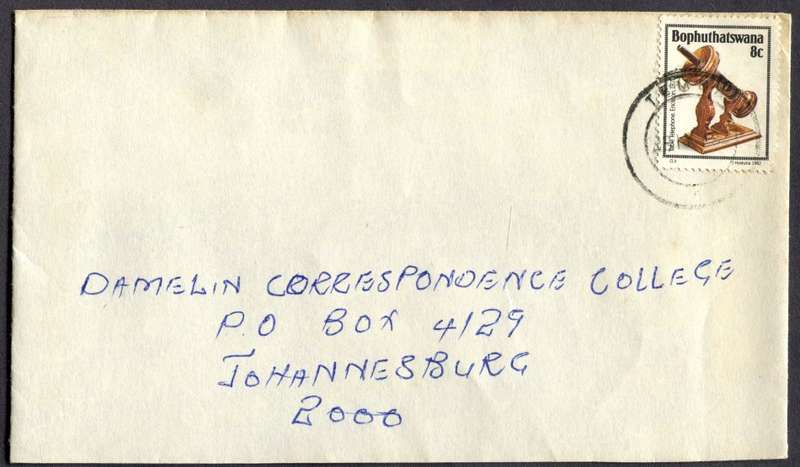 Bophuthatswana
8c
DAMELIN CORRESPONDENCE COLLEGE
P.O BOX 4129
JOHANNESBURG
2000